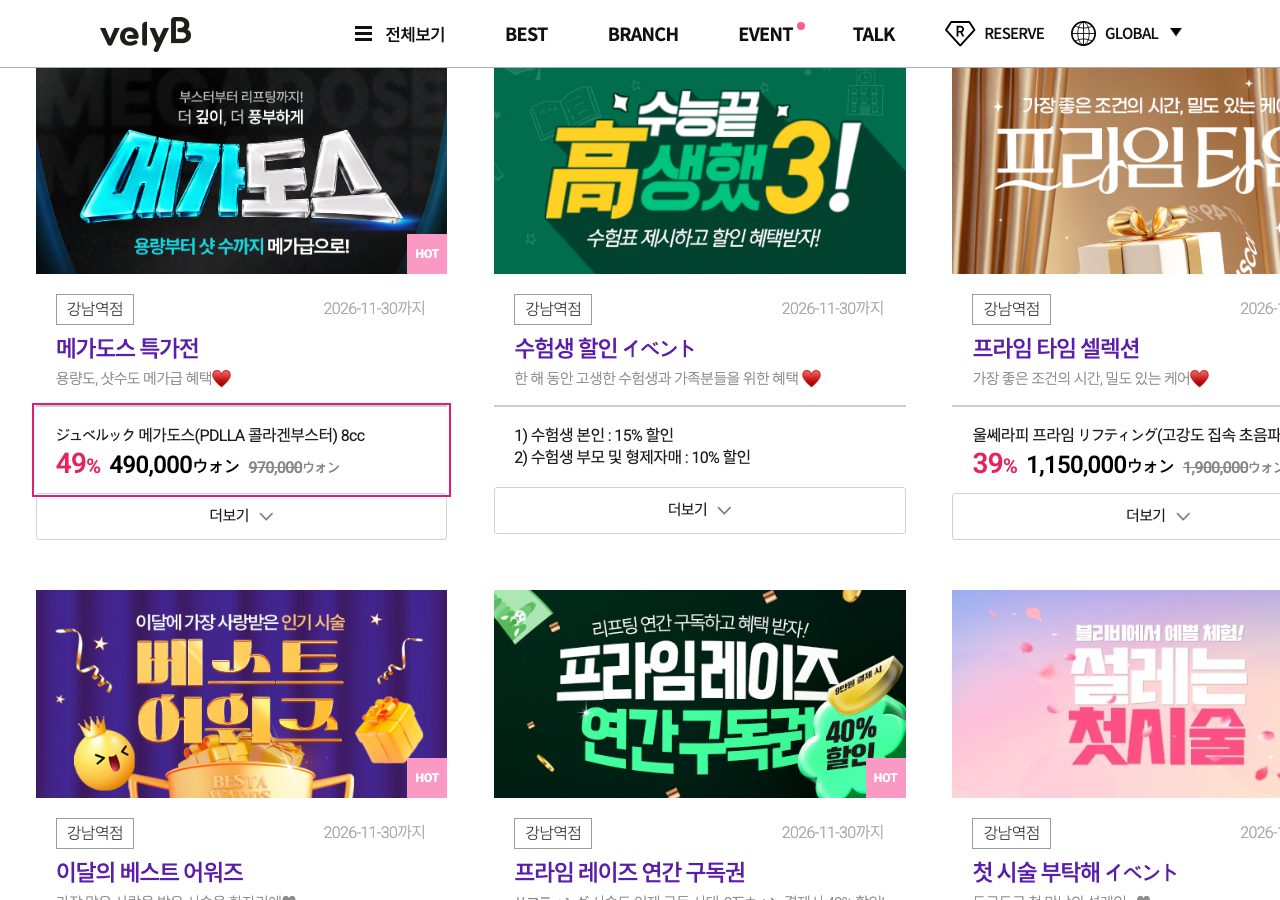 velyB
전체보기
BEST
BRANCH
EVENT
TALK
R
RESERVE
GLOBAL
부스터부터 리프팅까지!
더 깊이, 더 풍부하게
메가도스
용량부터 샷 수까지 메가급으로!
HOT
강남역점
2026-11-30까지
메가도스 특가전
용량도, 샷수도 메가급 혜택
ジュベルック 메가도스(PDLLA 콜라겐부스터) 8cc
49% 490,000ウォン 970,000ウォン
더보기
수능끝
高생했3!
수험표 제시하고 할인 혜택받자!
강남역점
2026-11-30까지
수험생 할인 イベント
한 해 동안 고생한 수험생과 가족분들을 위한 혜택
1) 수험생 본인 : 15% 할인
2) 수험생 부모 및 형제자매 : 10% 할인
더보기
가장 좋은 조건의 시간, 밀도 있는
프라임 타
강남역점
프라임 타임 셀렉션
가장 좋은 조건의 시간, 밀도 있는 케어
울쎄라피 프라임 リフティング(고강도 집속 초음파
39% 1,150,000ウォン 1,900,000ウォン
더보기
이달에 가장 사랑받은 인기 시술
베스트
어워즈
BEST A
AWARDS
HOT
강남역점
2026-11-30까지
이달의 베스트 어워즈
리프팅 연간 구독하고 혜택 받자!
프라임레이즈
연간구독권
9만원 결제 시
40%
할인
HOT
강남역점
2026-11-30까지
프라임 레이즈 연간 구독권
블리비에서 예쁨 체험!
설레는
첫시술
강남역점
첫 시술 부탁해 イベント